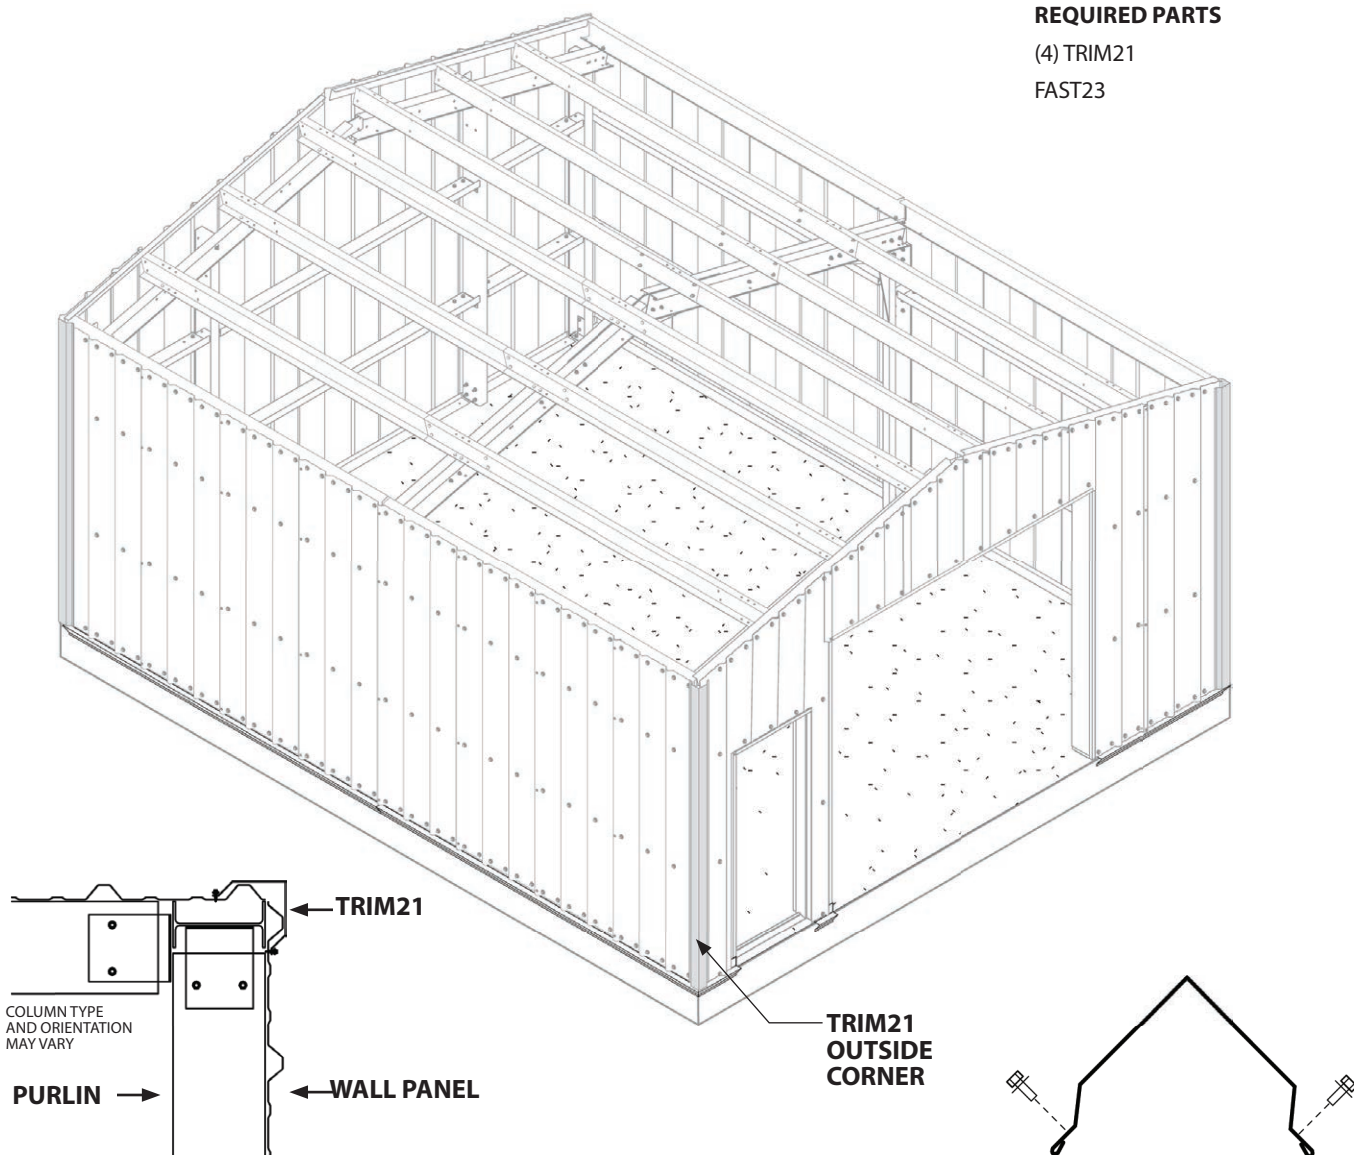 REQUIRED PARTS
(4) TRIM21
FAST23
TRIM21
COLUMN TYPE
AND ORIENTATION
MAY VARY
PURLIN
WALL PANEL
TRIM21
OUTSIDE
CORNER